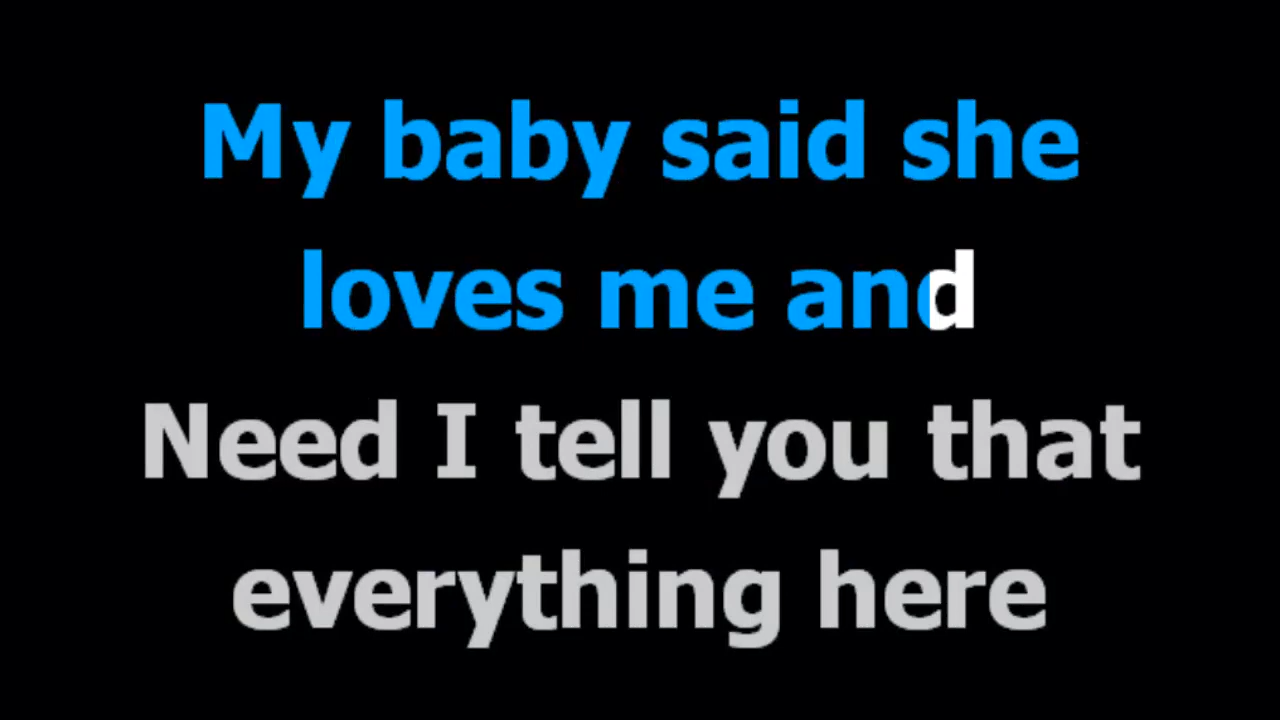 My baby said she
loves me and
Need I tell you that
everything here